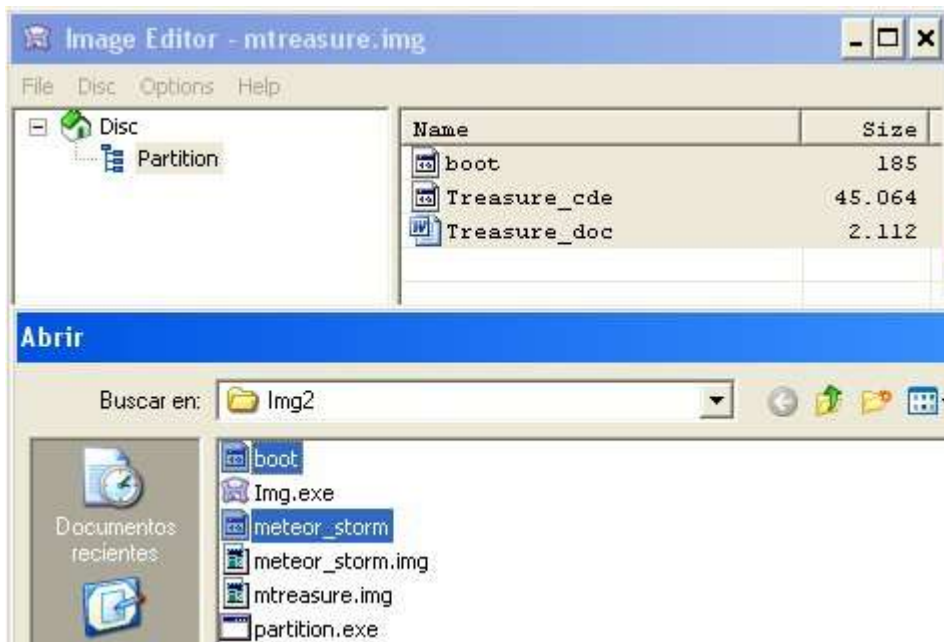 Image Editor - mtreasure.img
File Disc Options Help
Disc
Partition
Name Size
boot 185
Treasure_cde 45.064
Treasure_doc 2.112
Abrir
Buscar en: Img2
Documentos
recientes
boot
Img.exe
meteor_storm
meteor_storm.img
mtreasure.img
partition.exe